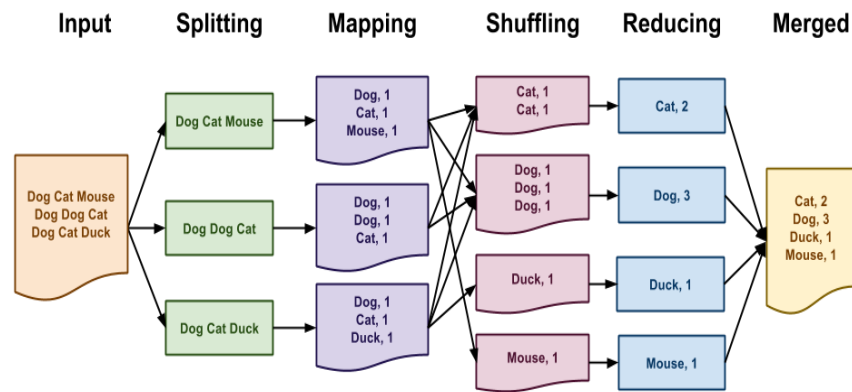 Input
Splitting
Mapping
Shuffling
Reducing
Merged
Dog Cat Mouse
Dog Dog Cat
Dog Cat Duck
Dog Cat Mouse
Dog Dog Cat
Dog Cat Duck
Dog, 1
Cat, 1
Mouse, 1
Dog, 1
Dog, 1
Cat, 1
Dog, 1
Cat, 1
Duck, 1
Cat, 1
Cat, 1
Dog, 1
Dog, 1
Dog, 1
Duck, 1
Mouse, 1
Cat, 2
Dog, 3
Duck, 1
Mouse, 1
Cat, 2
Dog, 3
Duck, 1
Mouse, 1